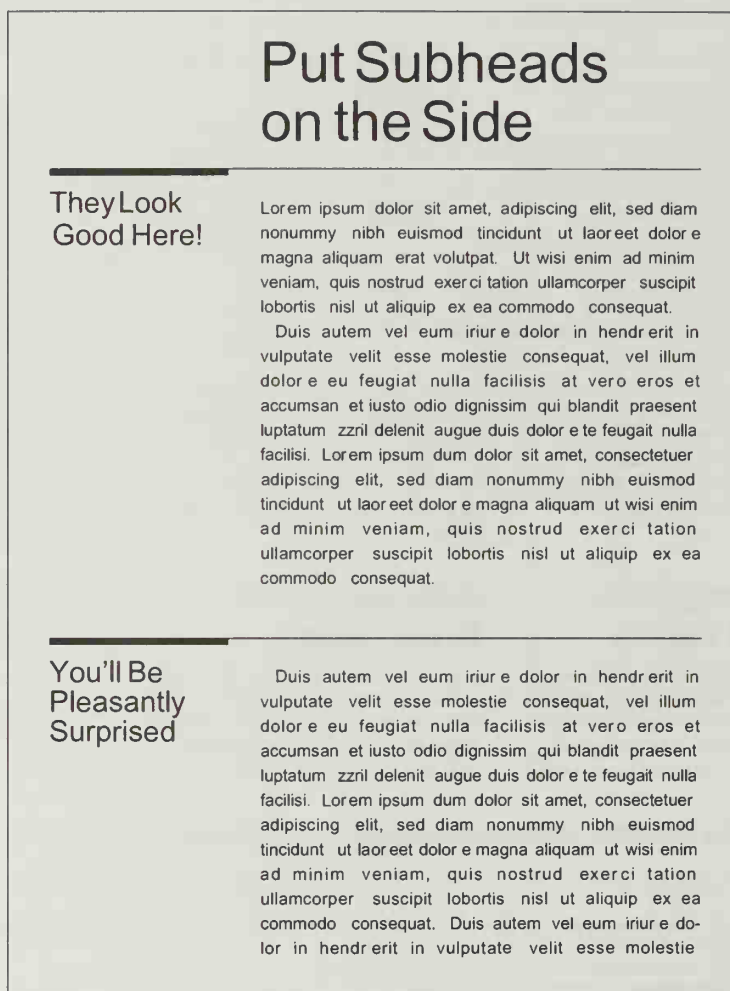 Put Subheads
on the Side
They Look
Good Here!
Lorem ipsum dolor sit amet, adipiscing elit, sed diam
nonummy nibh euismod tincidunt ut laoreet dolore
magna aliquam erat volutpat. Ut wisi enim ad minim
veniam, quis nostrud exerci tation ullamcorper suscipit
lobortis nisl ut aliquip ex ea commodo consequat.
Duis autem vel eum iriure dolor in hendrerit in
vulputate velit esse molestie consequat, vel illum
dolore eu feugiat nulla facilisis at vero eros et
accumsan et iusto odio dignissim qui blandit praesent
luptatum zzril delenit augue duis dolore te feugait nulla
facilisi. Lorem ipsum dum dolor sit amet, consectetuer
adipiscing elit, sed diam nonummy nibh euismod
tincidunt ut laoreet dolore magna aliquam ut wisi enim
ad minim veniam, quis nostrud exerci tation
ullamcorper suscipit lobortis nisl ut aliquip ex ea
commodo consequat.
You'll Be
Pleasantly
Surprised
Duis autem vel eum iriure dolor in hendrerit in
vulputate velit esse molestie consequat, vel illum
dolore eu feugiat nulla facilisis at vero eros et
accumsan et iusto odio dignissim qui blandit praesent
luptatum zzril delenit augue duis dolore te feugait nulla
facilisi. Lorem ipsum dum dolor sit amet, consectetuer
adipiscing elit, sed diam nonummy nibh euismod
tincidunt ut laoreet dolore magna aliquam ut wisi enim
ad minim veniam, quis nostrud exerci tation
ullamcorper suscipit lobortis nisl ut aliquip ex ea
commodo consequat. Duis autem vel eum iriure do-
lor in hendrerit in vulputate velit esse molestie